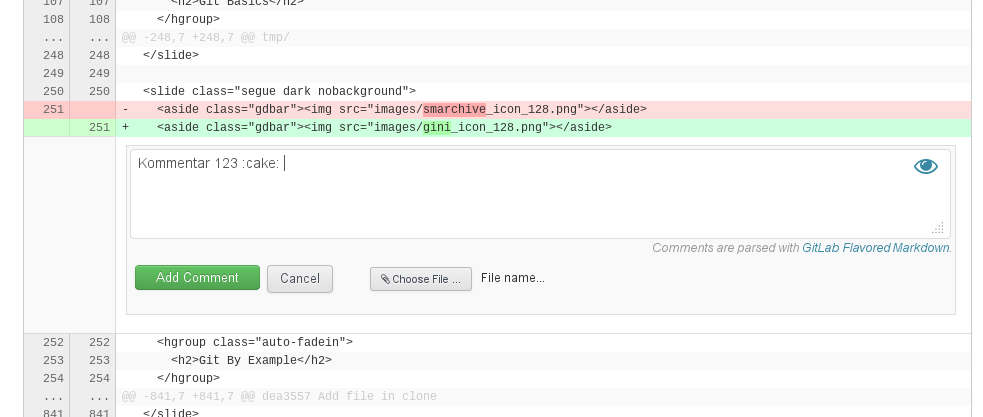 107 107 <h2>Git Basics</h2>
108 108 </hgroup>
... ... @@ -248,7 +248,7 @@ tmp/
248 248 </slide>
249 249
250 250 <slide class="segue dark nobackground">
251 - <aside class="gdbar"><img src="images/smarchive_icon_128.png"></aside>
251 + <aside class="gdbar"><img src="images/gini_icon_128.png"></aside>
Kommentar 123 :cake:
Comments are parsed with GitLab Flavored Markdown.
Add Comment Cancel Choose File ... File name...
252 252 <hgroup class="auto-fadein">
253 253 <h2>Git By Example</h2>
254 254 </hgroup>
... ... @@ -841,7 +841,7 @@ dea3557 Add file in clone
841 841 </slide>